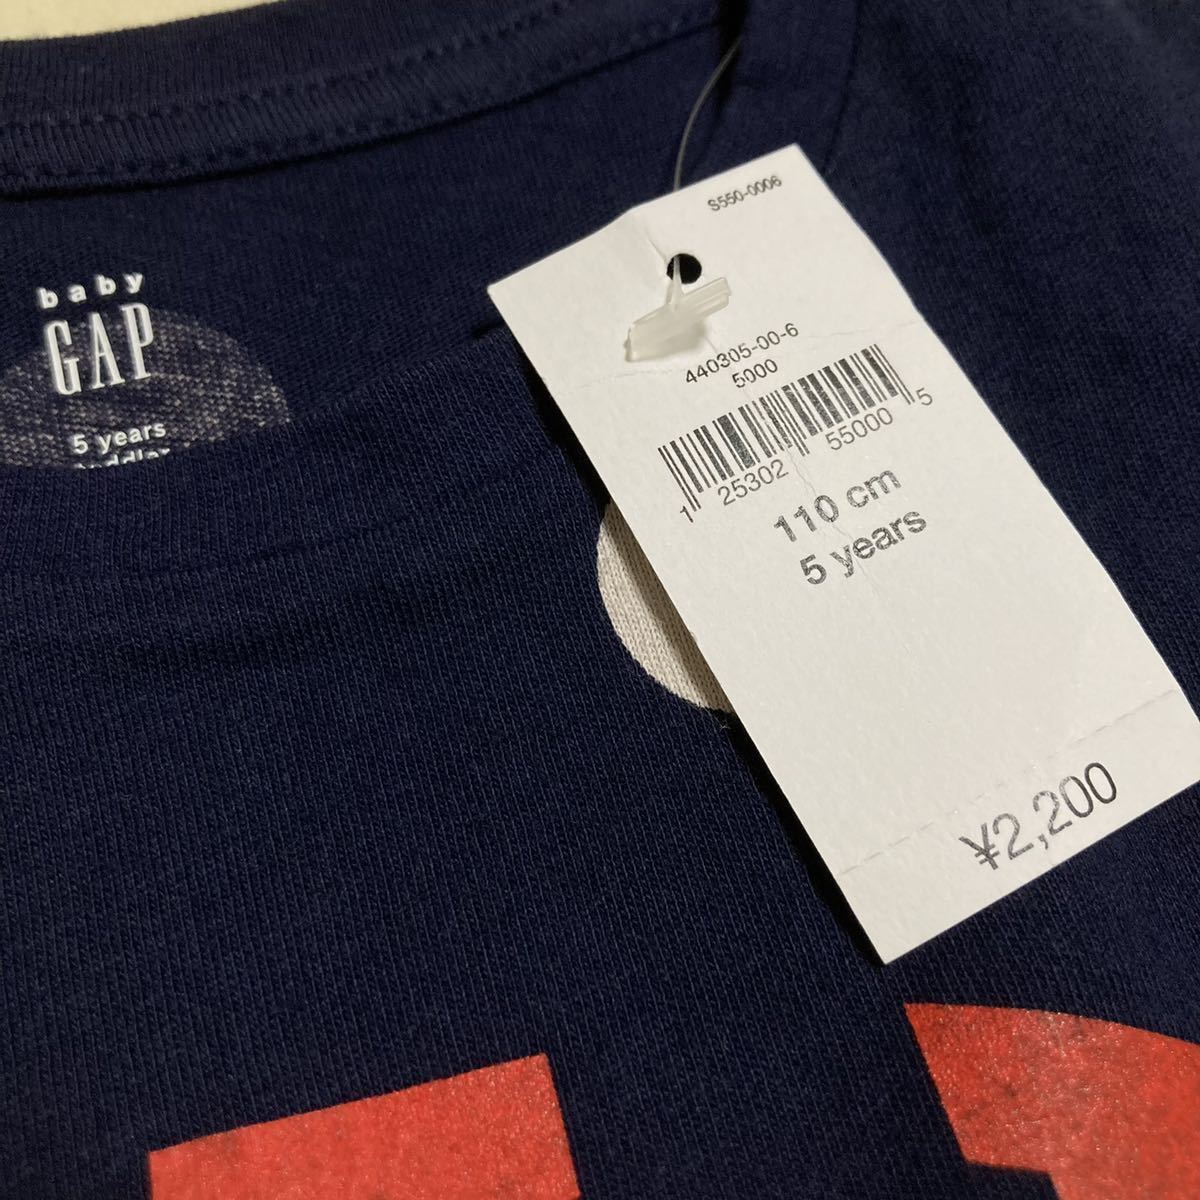 baby
GAP
5 years
S550-0006
440305-00-6
5000
1 25302 55000 5
110 cm
5 years
¥2,200